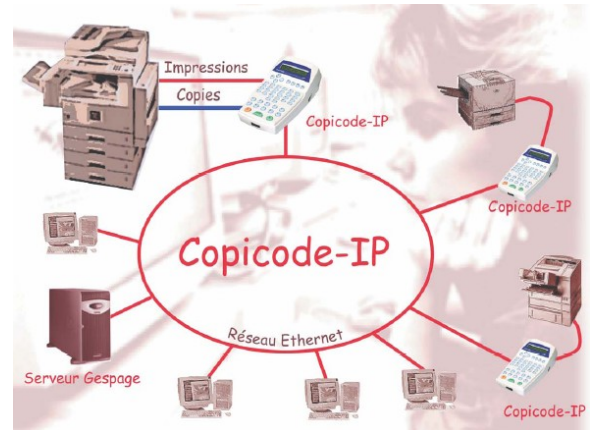 Impressions
Copies
Copicode-IP
Copicode-IP
Copicode-IP
Réseau Ethernet
Serveur Gespage
Copicode-IP